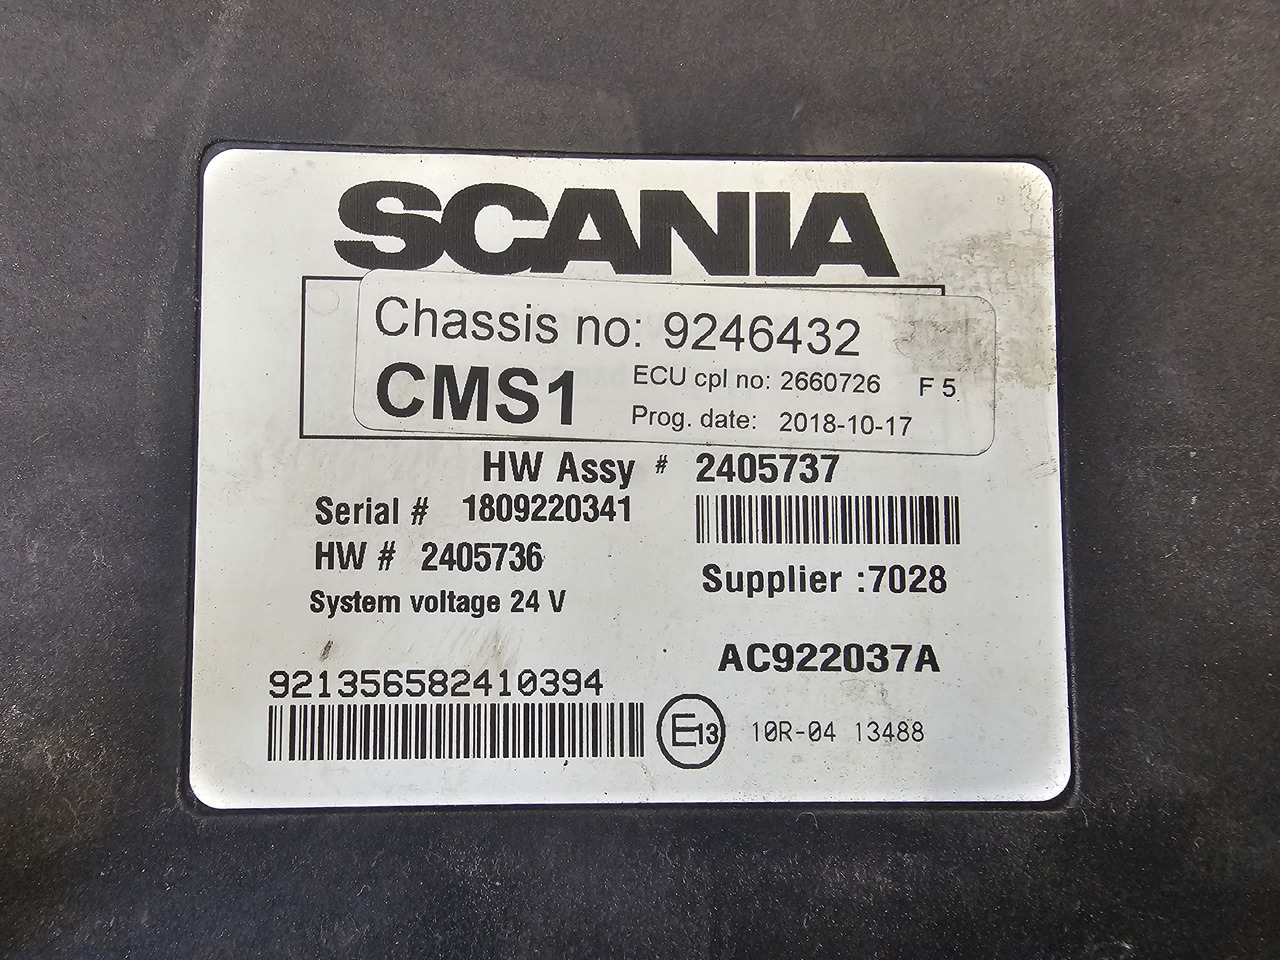 SCANIA
Chassis no: 9246432
CMS1 ECU cpl no: 2660726 F 5
Prog. date: 2018-10-17
HW Assy # 2405737
Serial # 1809220341
HW # 2405736
Supplier :7028
System voltage 24 V
AC922037A
921356582410394
E13 10R-04 13488